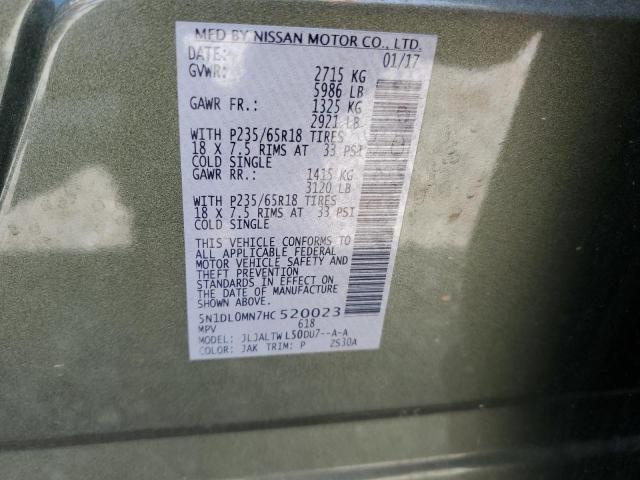 MFD BY NISSAN MOTOR CO., LTD.
DATE: 01/17
GVWR: 2715 KG
5986 LB
GAWR FR.: 1325 KG
2921 LB
WITH P235/65R18 TIRES
18 X 7.5 RIMS AT 33 PSI
COLD SINGLE
GAWR RR.: 1415 KG
3120 LB
WITH P235/65R18 TIRES
18 X 7.5 RIMS AT 33 PSI
COLD SINGLE
THIS VEHICLE CONFORMS TO
ALL APPLICABLE FEDERAL
MOTOR VEHICLE SAFETY AND
THEFT PREVENTION
STANDARDS IN EFFECT ON
THE DATE OF MANUFACTURE
SHOWN ABOVE.
5N1DL0MN7HC520023
MPV 618
MODEL: JLJALTWL50DU7--A-A
COLOR: JAK TRIM: P ZS30A